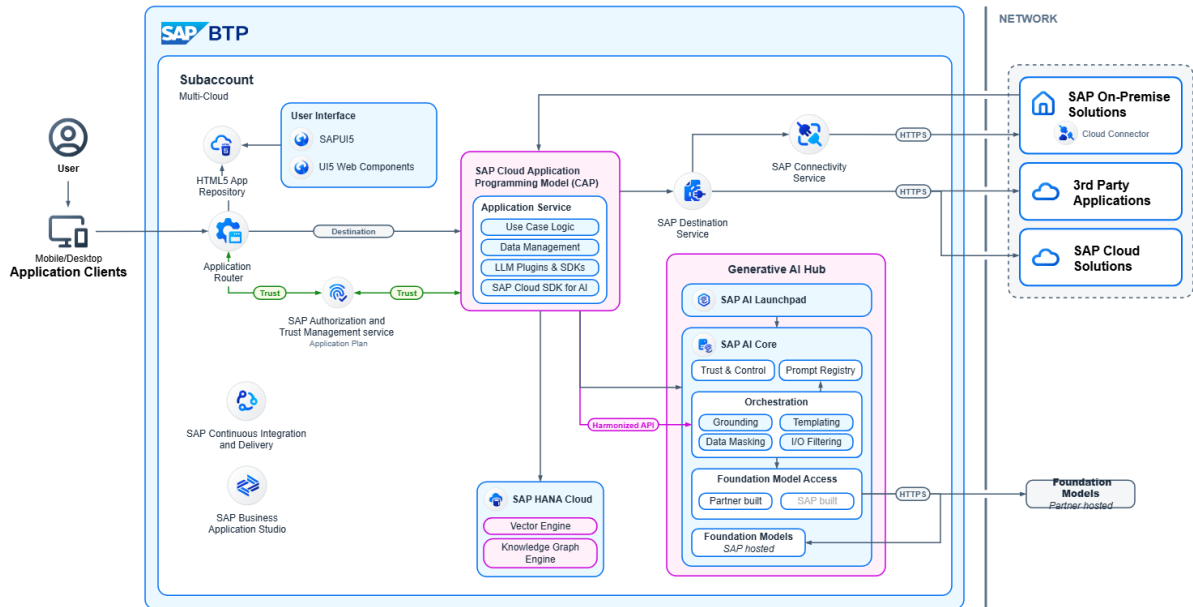 SAP BTP
NETWORK
Subaccount
Multi-Cloud
User
Mobile/Desktop
Application Clients
HTML5 App
Repository
User Interface
SAPUI5
UI5 Web Components
Application
Router
Destination
Trust
Trust
SAP Authorization and
Trust Management service
Application Plan
SAP Continuous Integration
and Delivery
SAP Business
Application Studio
SAP Cloud Application
Programming Model (CAP)
Application Service
Use Case Logic
Data Management
LLM Plugins & SDKs
SAP Cloud SDK for AI
SAP HANA Cloud
Vector Engine
Knowledge Graph
Engine
SAP Connectivity
Service
SAP Destination
Service
HTTPS
HTTPS
SAP On-Premise
Solutions
Cloud Connector
3rd Party
Applications
SAP Cloud
Solutions
Generative AI Hub
SAP AI Launchpad
SAP AI Core
Trust & Control
Prompt Registry
Orchestration
Grounding
Templating
Data Masking
I/O Filtering
Harmonized API
Foundation Model Access
Partner built
SAP built
Foundation Models
SAP hosted
HTTPS
Foundation
Models
Partner hosted